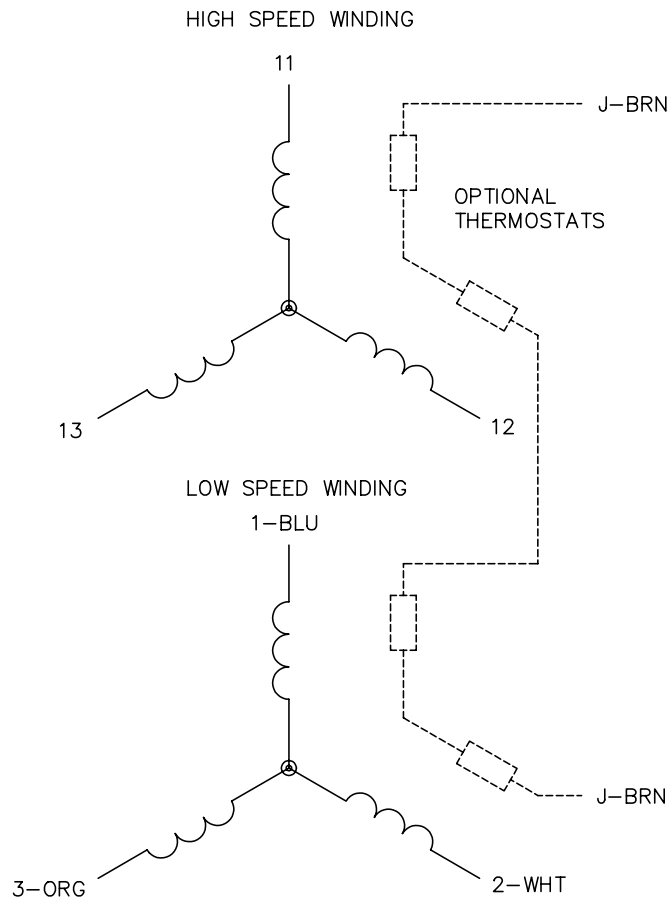 HIGH SPEED WINDING
11
J-BRN
OPTIONAL
THERMOSTATS
13
12
LOW SPEED WINDING
1-BLU
J-BRN
3-ORG
2-WHT